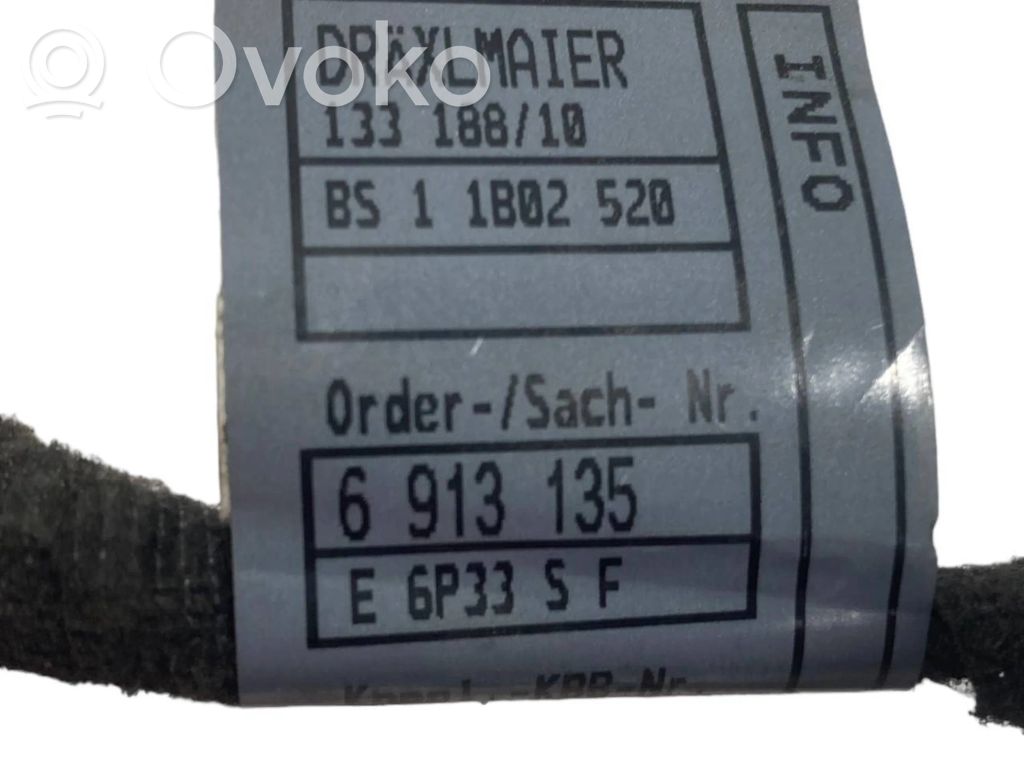 DRÄXLMAIER
133 188/10
BS 1 1B02 520
Order-/Sach- Nr.
6 913 135
E 6P33 S F
INFO
Ovoko